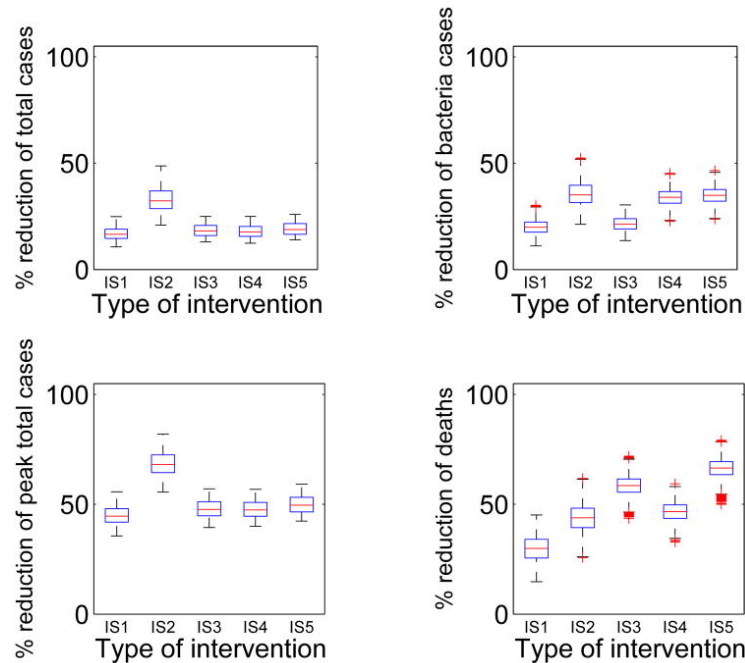 % reduction of total cases
100
50
0
IS1 IS2 IS3 IS4 IS5
Type of intervention
% reduction of bacteria cases
100
50
0
IS1 IS2 IS3 IS4 IS5
Type of intervention
% reduction of peak total cases
100
50
0
IS1 IS2 IS3 IS4 IS5
Type of intervention
% reduction of deaths
100
50
0
IS1 IS2 IS3 IS4 IS5
Type of intervention